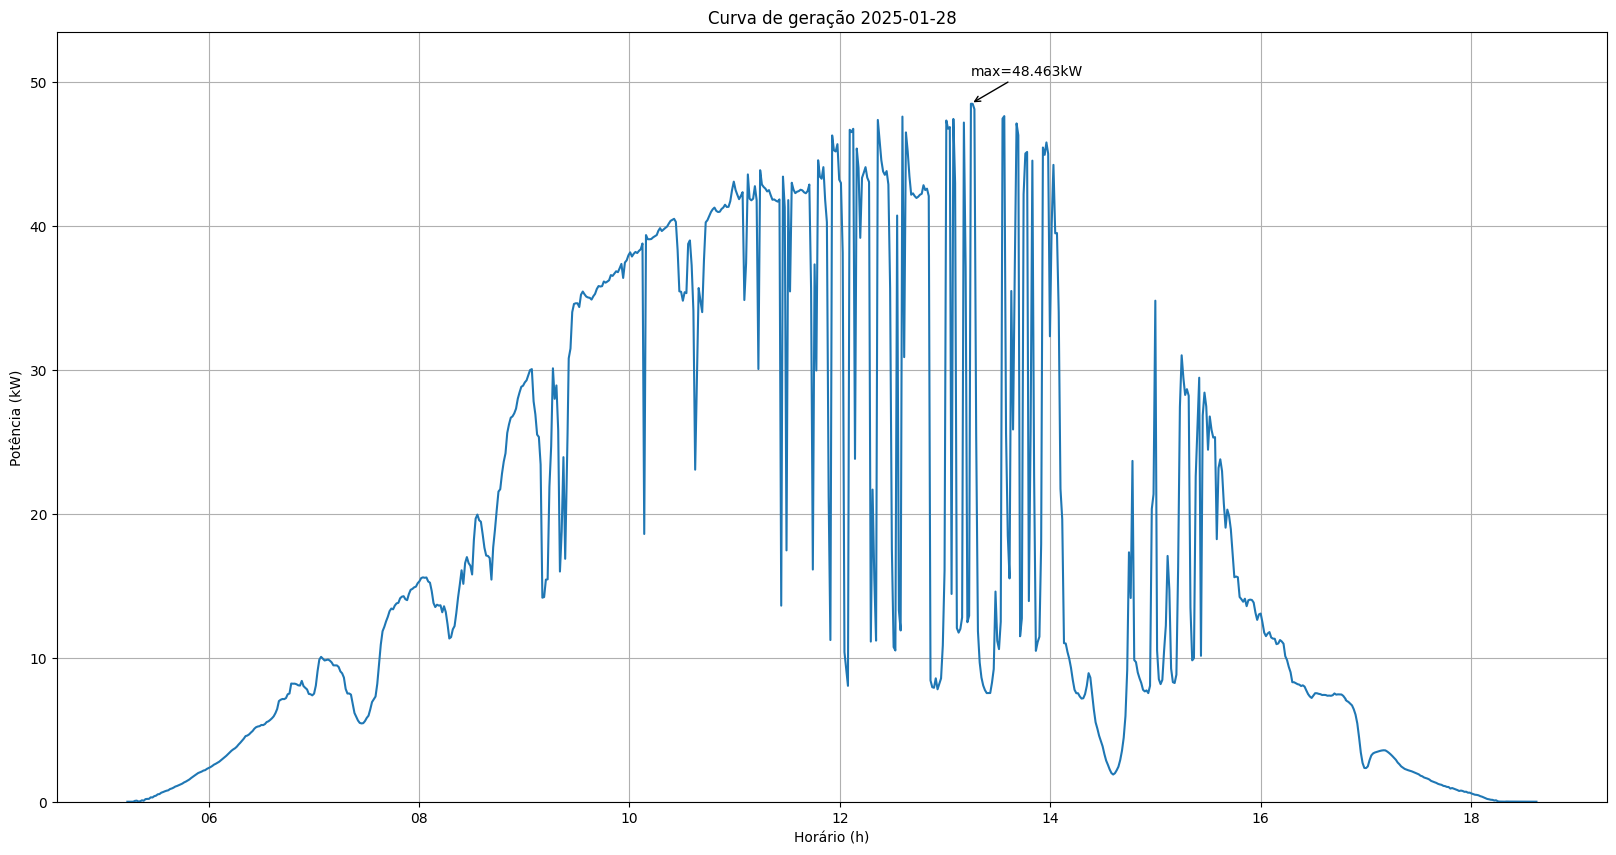 Curva de geração 2025-01-28
max=48.463kW
50
40
30
20
10
0
Potência (kW)
06 08 10 12 14 16 18
Horário (h)